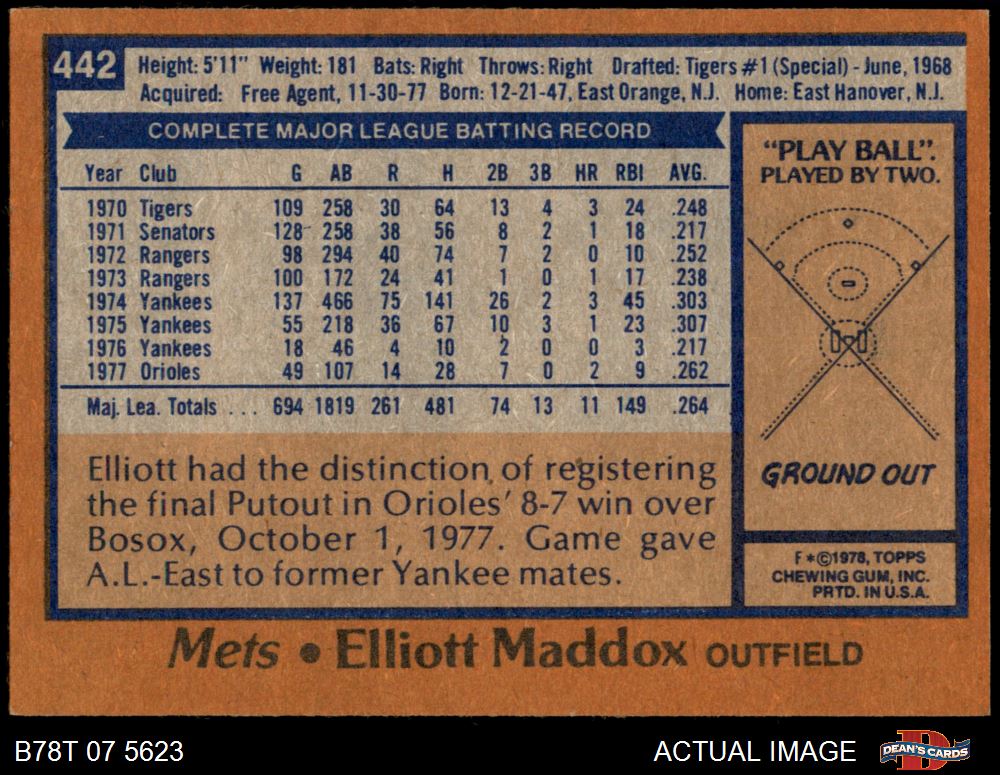 442
Height: 5'11" Weight: 181 Bats: Right Throws: Right Drafted: Tigers #1 (Special) - June, 1968
Acquired: Free Agent, 11-30-77 Born: 12-21-47, East Orange, N.J. Home: East Hanover, N.J.
COMPLETE MAJOR LEAGUE BATTING RECORD
Year Club G AB R H 2B 3B HR RBI AVG.
1970 Tigers 109 258 30 64 13 4 3 24 .248
1971 Senators 128 258 38 56 8 2 1 18 .217
1972 Rangers 98 294 40 74 7 2 0 10 .252
1973 Rangers 100 172 24 41 1 0 1 17 .238
1974 Yankees 137 466 75 141 26 2 3 45 .303
1975 Yankees 55 218 36 67 10 3 1 23 .307
1976 Yankees 18 46 4 10 2 0 0 3 .217
1977 Orioles 49 107 14 28 7 0 2 9 .262
Maj. Lea. Totals . . . 694 1819 261 481 74 13 11 149 .264
Elliott had the distinction of registering
the final Putout in Orioles' 8-7 win over
Bosox, October 1, 1977. Game gave
A.L.-East to former Yankee mates.
"PLAY BALL".
PLAYED BY TWO.
GROUND OUT
F*©1978, TOPPS
CHEWING GUM, INC.
PRTD. IN U.S.A.
Mets • Elliott Maddox OUTFIELD
B78T 07 5623
ACTUAL IMAGE
D
DEAN'S CARDS